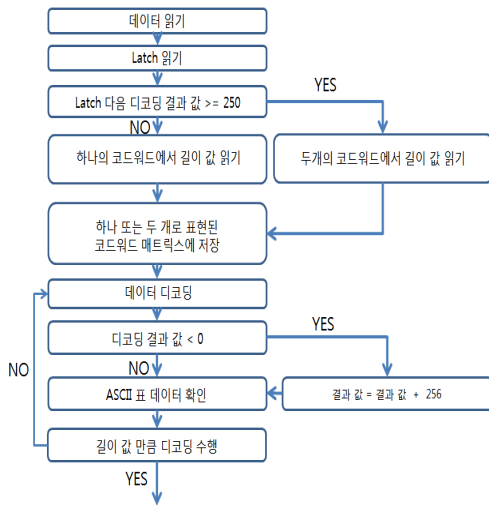 데이터 읽기
Latch 읽기
Latch 다음 디코딩 결과 값 >= 250
YES
NO
하나의 코드워드에서 길이 값 읽기
두개의 코드워드에서 길이 값 읽기
하나 또는 두 개로 표현된
코드워드 매트릭스에 저장
데이터 디코딩
디코딩 결과 값 < 0
YES
NO
NO
ASCII 표 데이터 확인
결과 값 = 결과 값 + 256
길이 값 만큼 디코딩 수행
YES